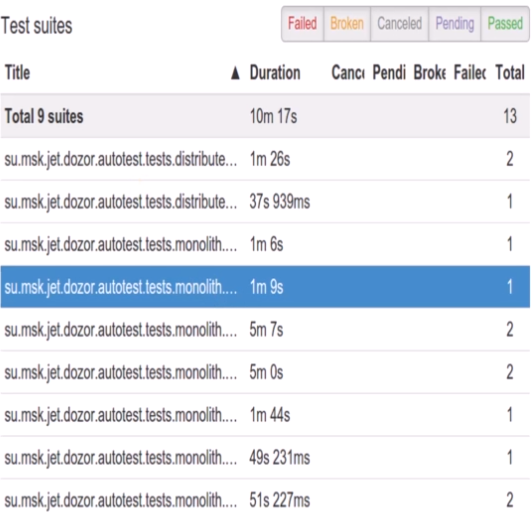 Test suites Failed Broken Canceled Pending Passed
Title ▲ Duration Canc Pendi Broke Failec Total
Total 9 suites 10m 17s 13
su.msk.jet.dozor.autotest.tests.distribute... 1m 26s 2
su.msk.jet.dozor.autotest.tests.distribute... 37s 939ms 1
su.msk.jet.dozor.autotest.tests.monolith.... 1m 6s 1
su.msk.jet.dozor.autotest.tests.monolith.... 1m 9s 1
su.msk.jet.dozor.autotest.tests.monolith.... 5m 7s 2
su.msk.jet.dozor.autotest.tests.monolith.... 5m 0s 2
su.msk.jet.dozor.autotest.tests.monolith.... 1m 44s 1
su.msk.jet.dozor.autotest.tests.monolith.... 49s 231ms 1
su.msk.jet.dozor.autotest.tests.monolith.... 51s 227ms 2